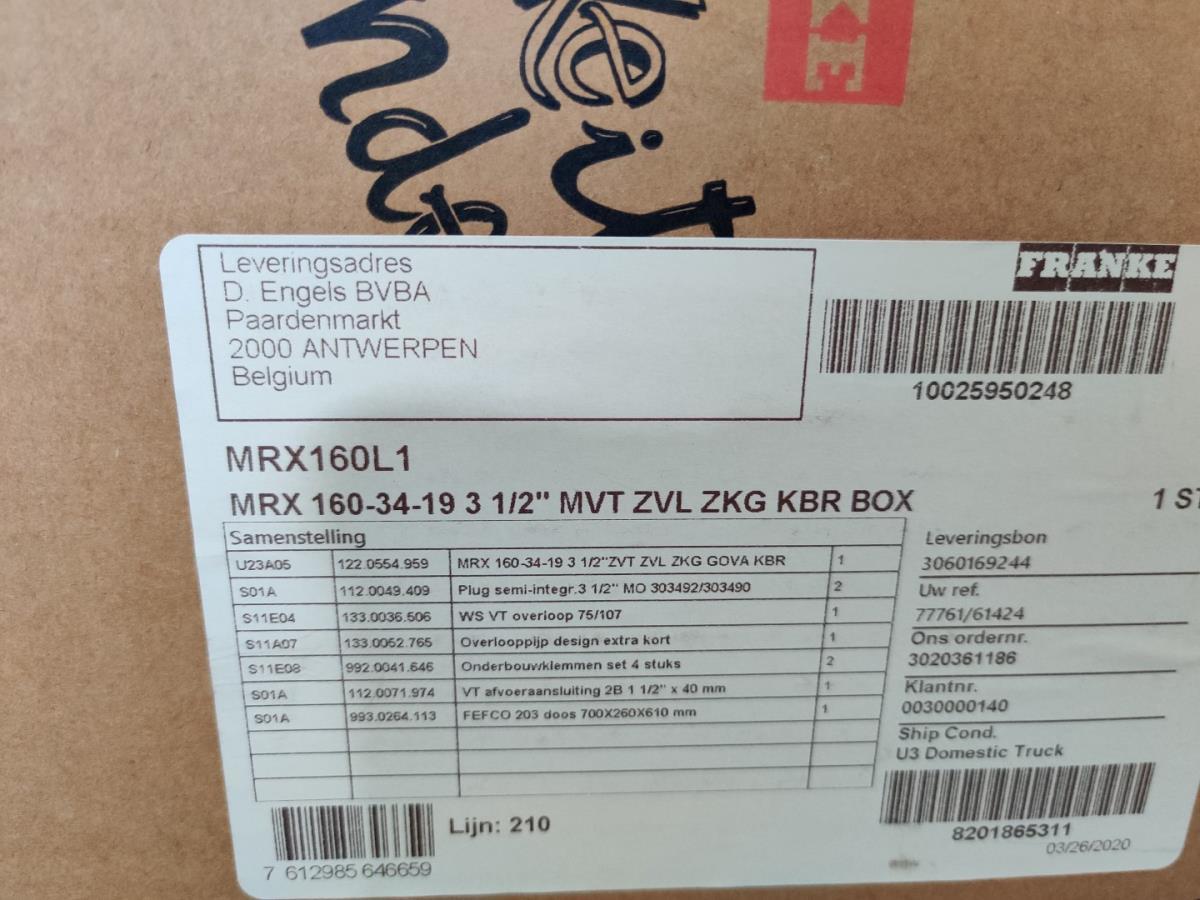 Leveringsadres
D. Engels BVBA
Paardenmarkt
2000 ANTWERPEN
Belgium
FRANKE
10025950248
MRX160L1
MRX 160-34-19 3 1/2" MVT ZVL ZKG KBR BOX
Samenstelling
U23A05 122.0554.959 MRX 160-34-19 3 1/2"ZVT ZVL ZKG GOVA KBR 1
S01A 112.0049.409 Plug semi-integr.3 1/2" MO 303492/303490 2
S11E04 133.0036.506 WS VT overloop 75/107 1
S11A07 133.0052.765 Overlooppijp design extra kort 1
S11E08 992.0041.646 Onderbouwklemmen set 4 stuks 2
S01A 112.0071.974 VT afvoeraansluiting 2B 1 1/2" x 40 mm 1
S01A 993.0264.113 FEFCO 203 doos 700X260X610 mm 1
1 ST
Leveringsbon
3060169244
Uw ref.
77761/61424
Ons ordernr.
3020361186
Klantnr.
0030000140
Ship Cond.
U3 Domestic Truck
8201865311
03/26/2020
Lijn: 210
7 612985 646659